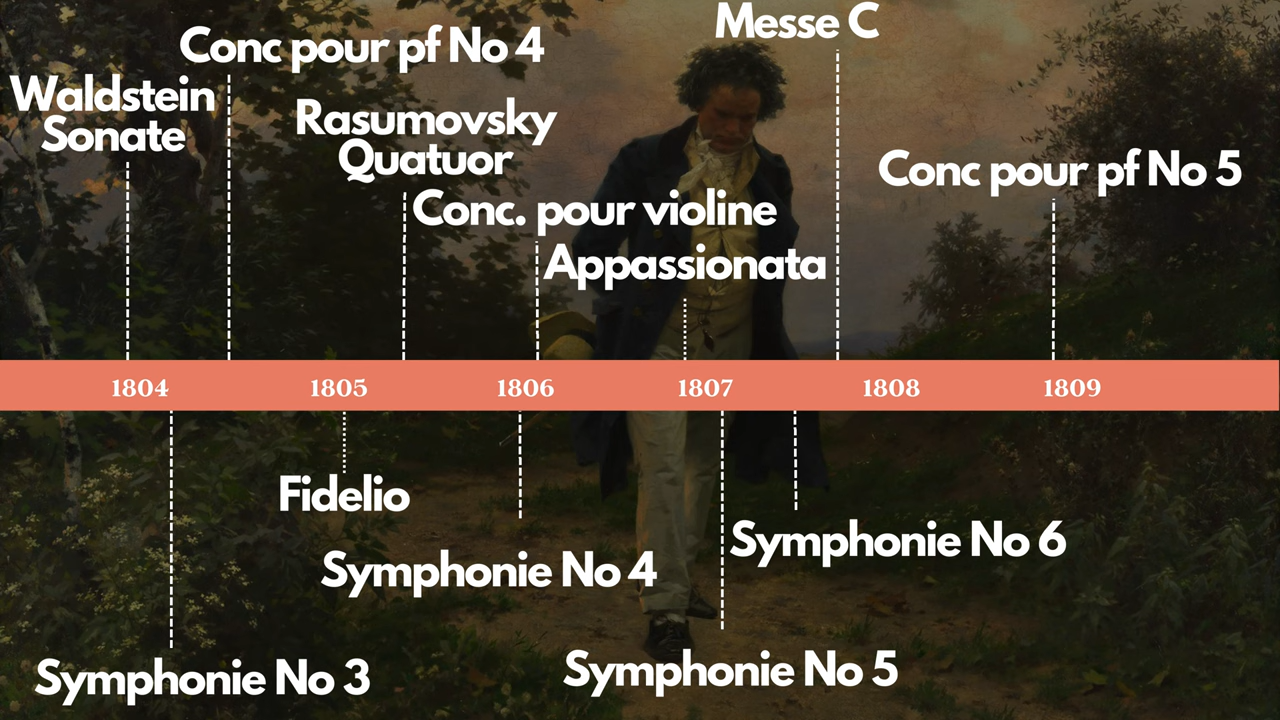 Messe C
Conc pour pf No 4
Waldstein
Sonate
Rasumovsky
Quatuor
Conc pour pf No 5
Conc. pour violine
Appassionata
1804 1805 1806 1807 1808 1809
Fidelio
Symphonie No 6
Symphonie No 4
Symphonie No 5
Symphonie No 3